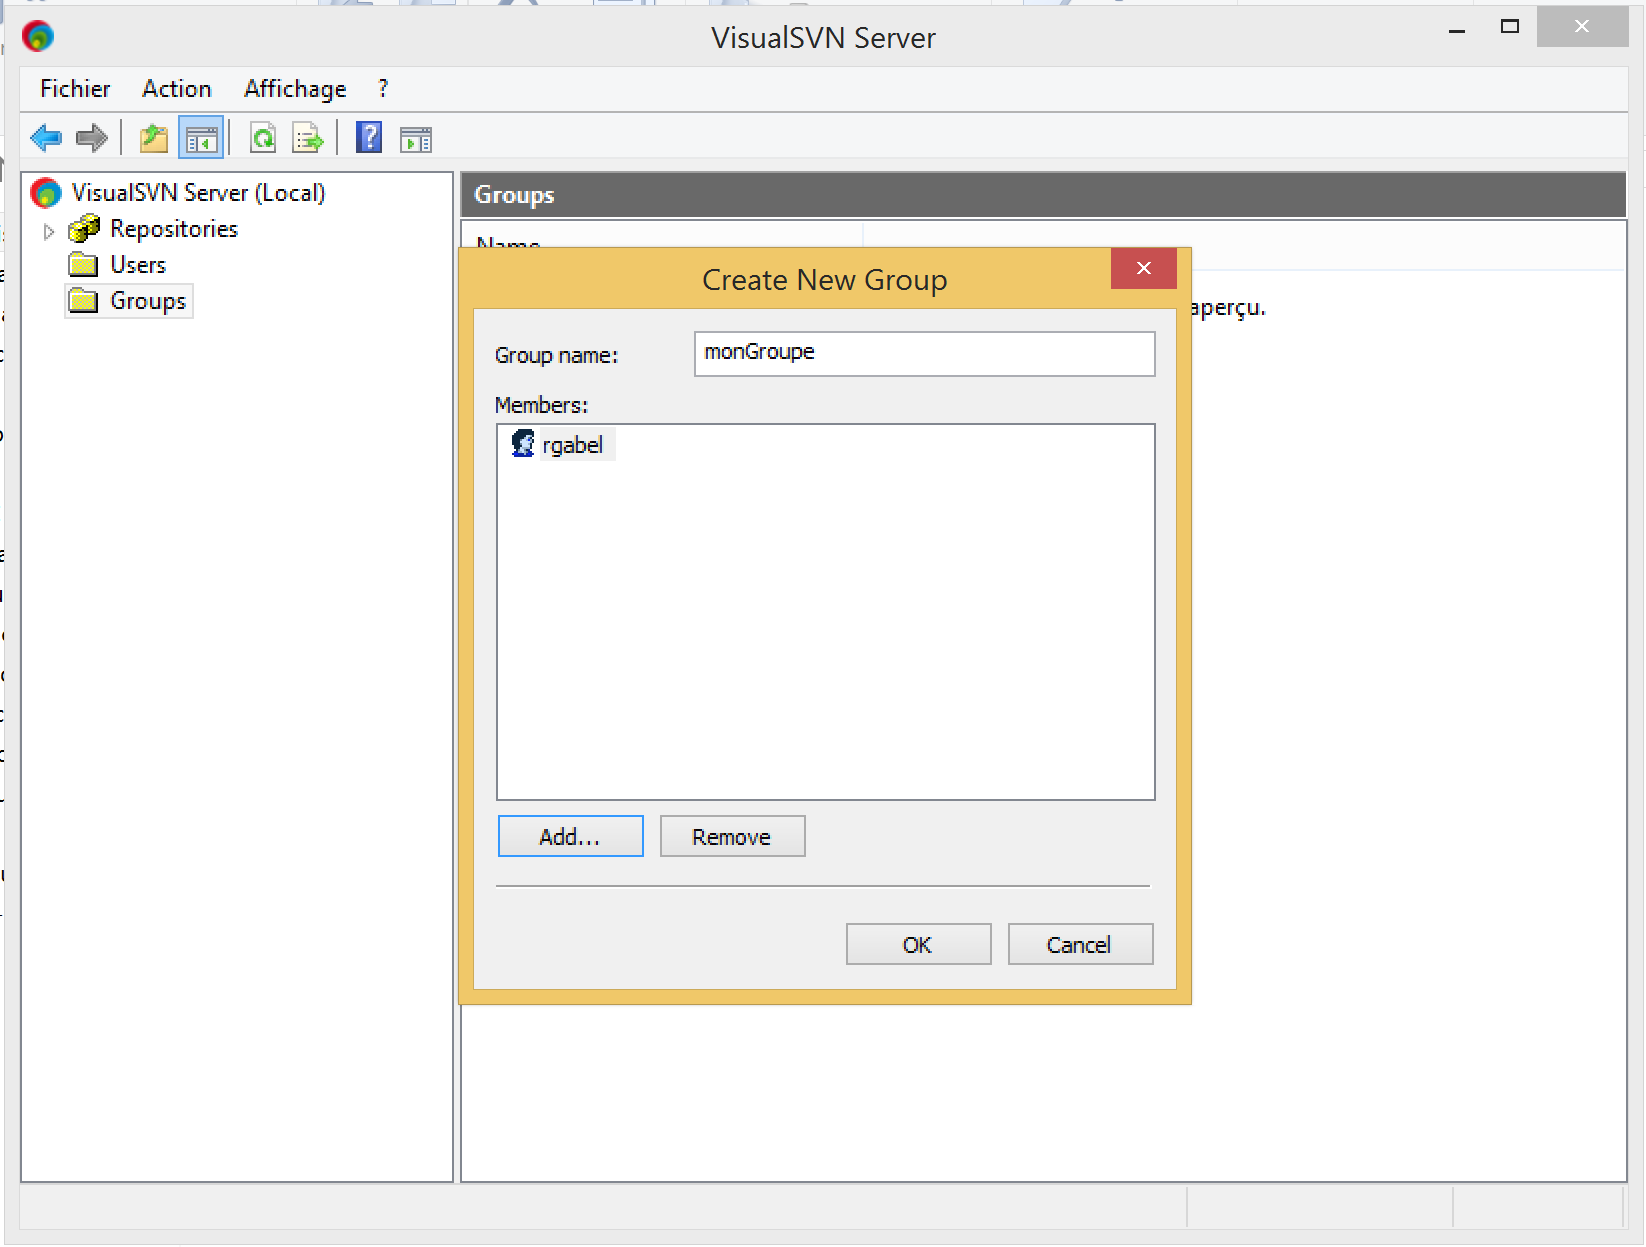 VisualSVN Server
Fichier Action Affichage ?
VisualSVN Server (Local)
Repositories
Users
Groups
Groups
Name
aperçu.
Create New Group
Group name: monGroupe
Members:
rgabel
Add... Remove
OK Cancel